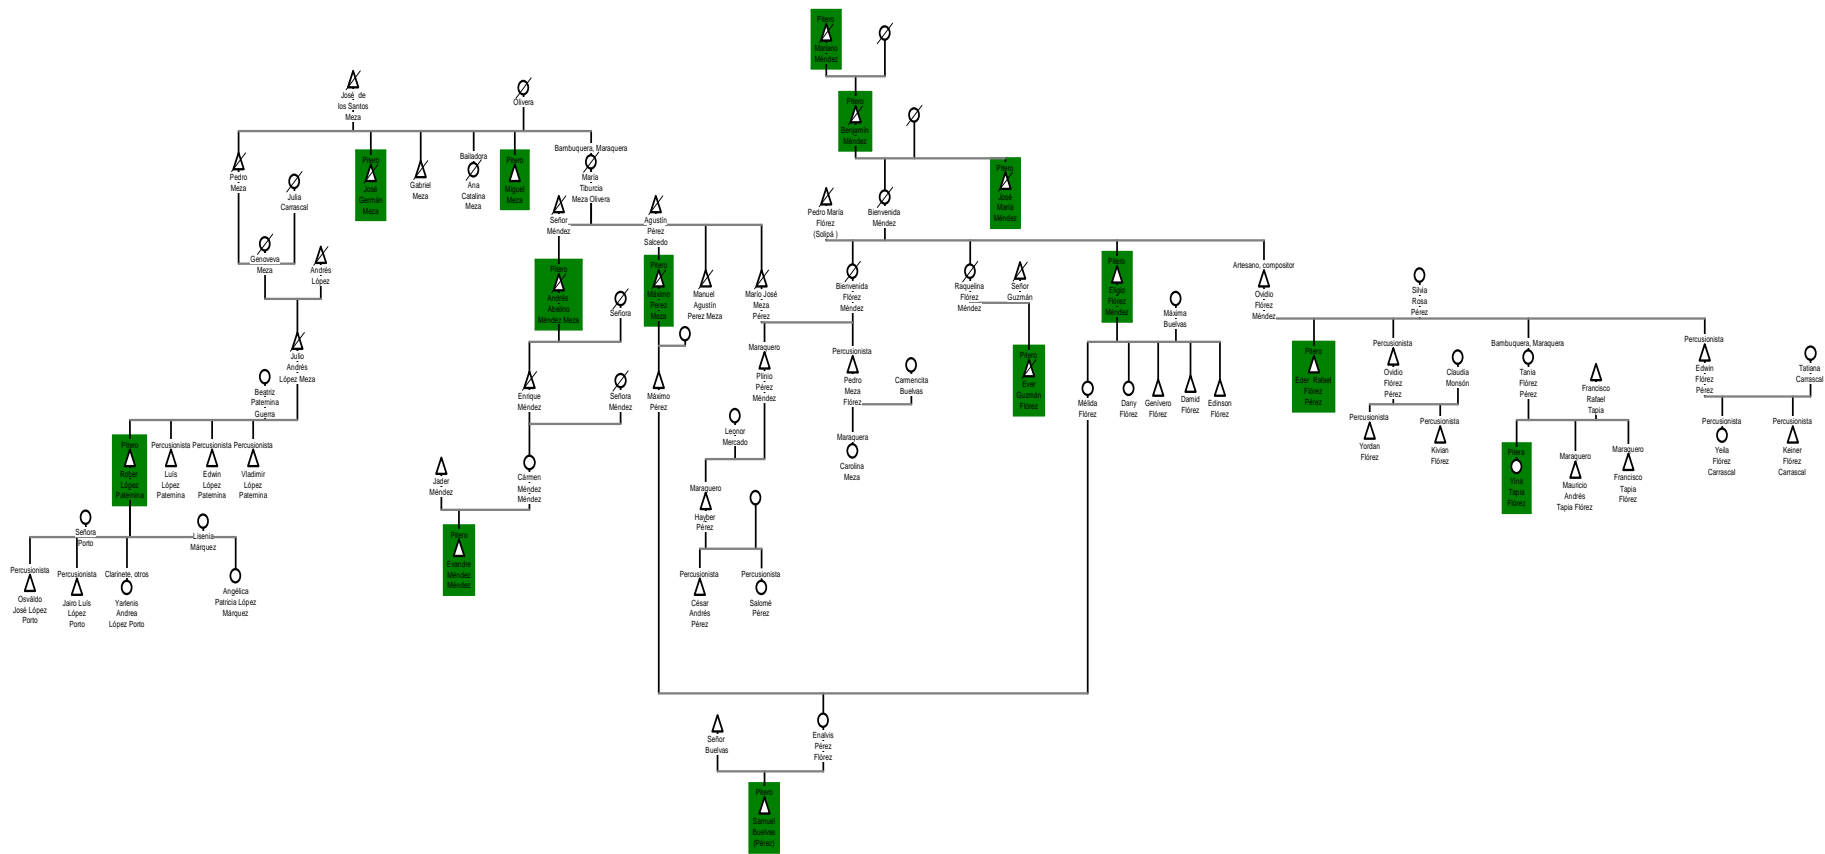 Pitero
Mariano
Méndez
José de
los Santos
Meza
Olivera
Pitero
Benjamín
Méndez
Pedro
Meza
Julia
Carrascal
Pitero
José
Germán
Meza
Gabriel
Meza
Bailadora
Ana
Catalina
Meza
Pitero
Miguel
Meza
Bambuquera, Maraquera
María
Tiburcia
Meza Olivera
Pedro María
Flórez
(Solipá )
Bienvenida
Méndez
Pitero
José
María
Méndez
Genoveva
Meza
Andrés
López
Señor
Méndez
Agustín
Pérez
Salcedo
Pitero
Andrés
Abelino
Méndez Meza
Señora
Pitero
Máximo
Perez
Meza
Manuel
Agustín
Perez Meza
Marío José
Meza
Pérez
Bienvenida
Flórez
Méndez
Raquelina
Flórez
Méndez
Señor
Guzmán
Pitero
Eligio
Flórez
Méndez
Máxima
Buelvas
Artesano, compositor
Ovidio
Flórez
Méndez
Silvia
Rosa
Pérez
Julio
Andrés
López Meza
Beatriz
Paternina
Guerra
Enrique
Méndez
Señora
Méndez
Máximo
Pérez
Maraquero
Plinio
Pérez
Méndez
Percusionista
Pedro
Meza
Flórez
Carmencita
Buelvas
Pitero
Ever
Guzmán
Flórez
Mélida
Flórez
Dany
Flórez
Genívero
Flórez
Damid
Flórez
Edinson
Flórez
Pitero
Eder Rafael
Flórez
Pérez
Percusionista
Ovidio
Flórez
Pérez
Claudia
Monsón
Bambuquera, Maraquera
Tania
Flórez
Pérez
Francisco
Rafael
Tapia
Percusionista
Edwin
Flórez
Pérez
Tatiana
Carrascal
Pitero
Roger
López
Paternina
Percusionista
Luís
López
Paternina
Percusionista
Edwin
López
Paternina
Percusionista
Vladimir
López
Paternina
Jader
Méndez
Cármen
Méndez
Méndez
Leonor
Mercado
Maraquera
Carolina
Meza
Percusionista
Yordan
Flórez
Percusionista
Kivian
Flórez
Pitera
Yina
Tapia
Flórez
Maraquero
Mauricio
Andrés
Tapia Flórez
Maraquero
Francisco
Tapia
Flórez
Percusionista
Yeila
Flórez
Carrascal
Percusionista
Keiner
Flórez
Carrascal
Señora
Porto
Lisenia
Márquez
Pitero
Evandre
Méndez
Méndez
Maraquero
Hayber
Pérez
Percusionista
Osváldo
José López
Porto
Percusionista
Jairo Luís
López
Porto
Clarinete, otros
Yarlenis
Andrea
López Porto
Angélica
Patricia López
Márquez
Percusionista
César
Andrés
Pérez
Percusionista
Salomé
Pérez
Señor
Buelvas
Enalvis
Pérez
Flórez
Pitero
Samuel
Buelvas
(Pérez)